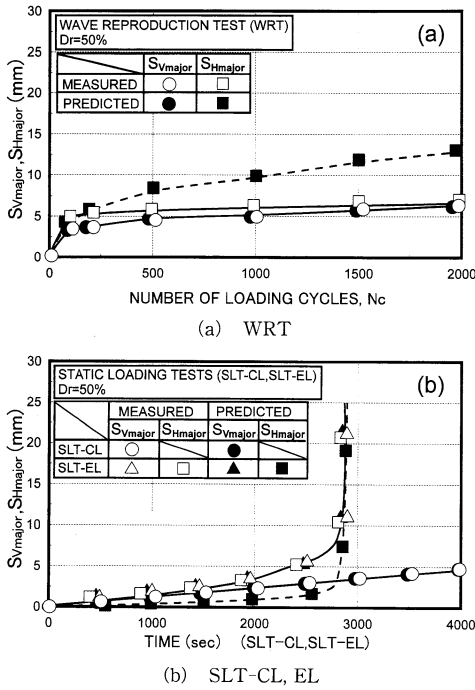 WAVE REPRODUCTION TEST (WRT)
Dr=50%
(a)
SVmajor SHmajor
MEASURED
PREDICTED
SVmajor, SHmajor (mm)
30
25
20
15
10
5
0
0 500 1000 1500 2000
NUMBER OF LOADING CYCLES, Nc
(a) WRT
STATIC LOADING TESTS (SLT-CL,SLT-EL)
Dr=50%
(b)
MEASURED PREDICTED
SVmajor SHmajor SVmajor SHmajor
SLT-CL
SLT-EL
SVmajor, SHmajor (mm)
30
25
20
15
10
5
0
0 1000 2000 3000 4000
TIME (sec) (SLT-CL,SLT-EL)
(b) SLT-CL, EL